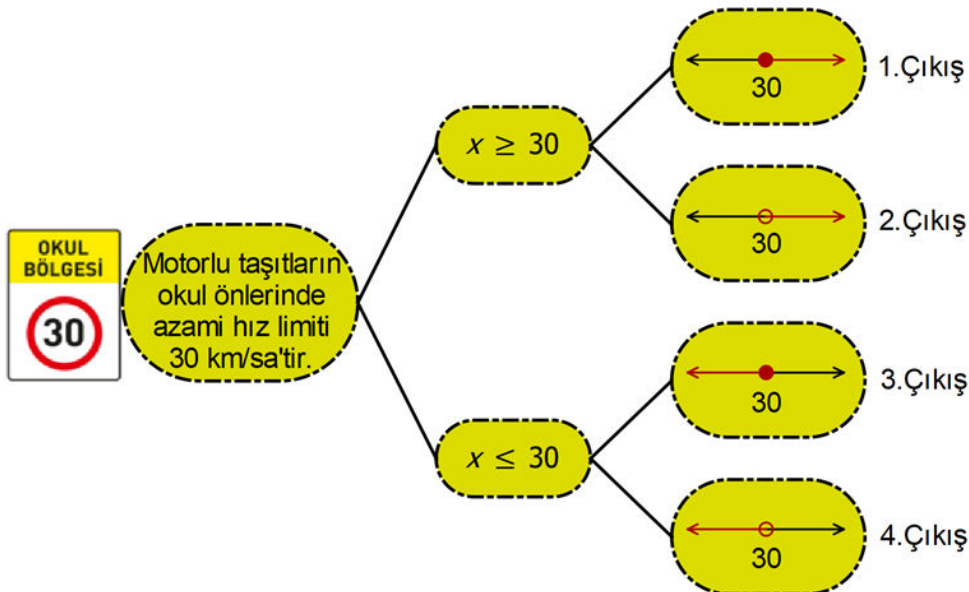 30
1.Çıkış
x ≥ 30
30
2.Çıkış
OKUL
BÖLGESİ
30
Motorlu taşıtların
okul önlerinde
azami hız limiti
30 km/sa'tir.
30
3.Çıkış
x ≤ 30
30
4.Çıkış